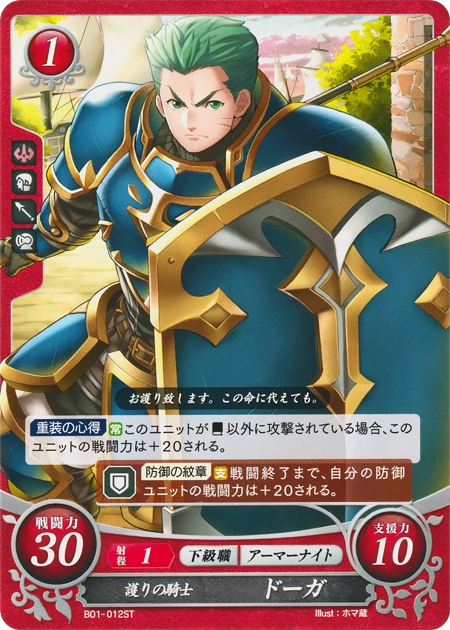 1
お護り致します。この命に代えても。
重装の心得 常このユニットが■以外に攻撃されている場合、この
ユニットの戦闘力は+20される。
防御の紋章 支戦闘終了まで、自分の防御
ユニットの戦闘力は+20される。
戦闘力
30
射程 1 下級職 アーマーナイト
支援力
10
護りの騎士 ドーガ
B01-012ST Illust:ホマ蔵